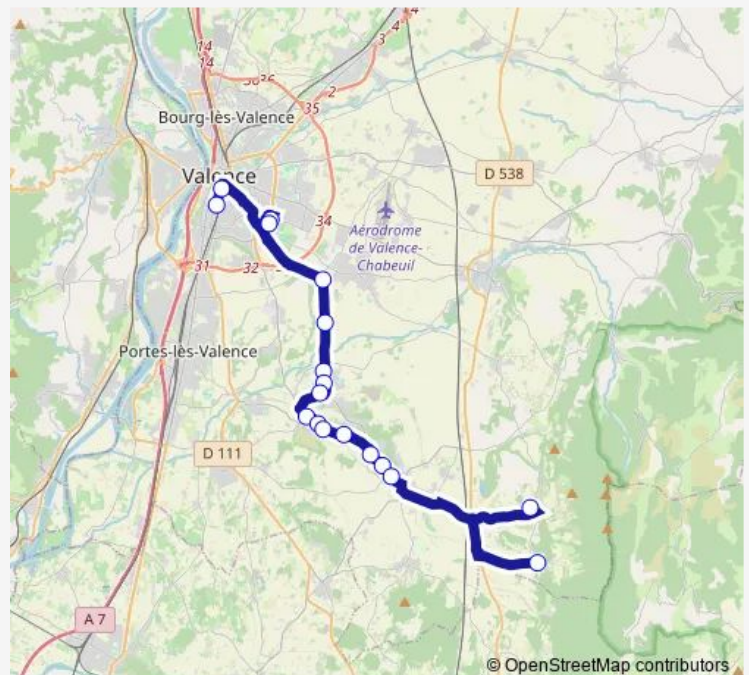 14
14
3
4
4
36
2
35
Bourg-lès-Valence
Valence
D 538
34
Aérodrome
de Valence-
Chabeuil
31
32
Portes-lès-Valence
D 111
A 7
© OpenStreetMap contributors